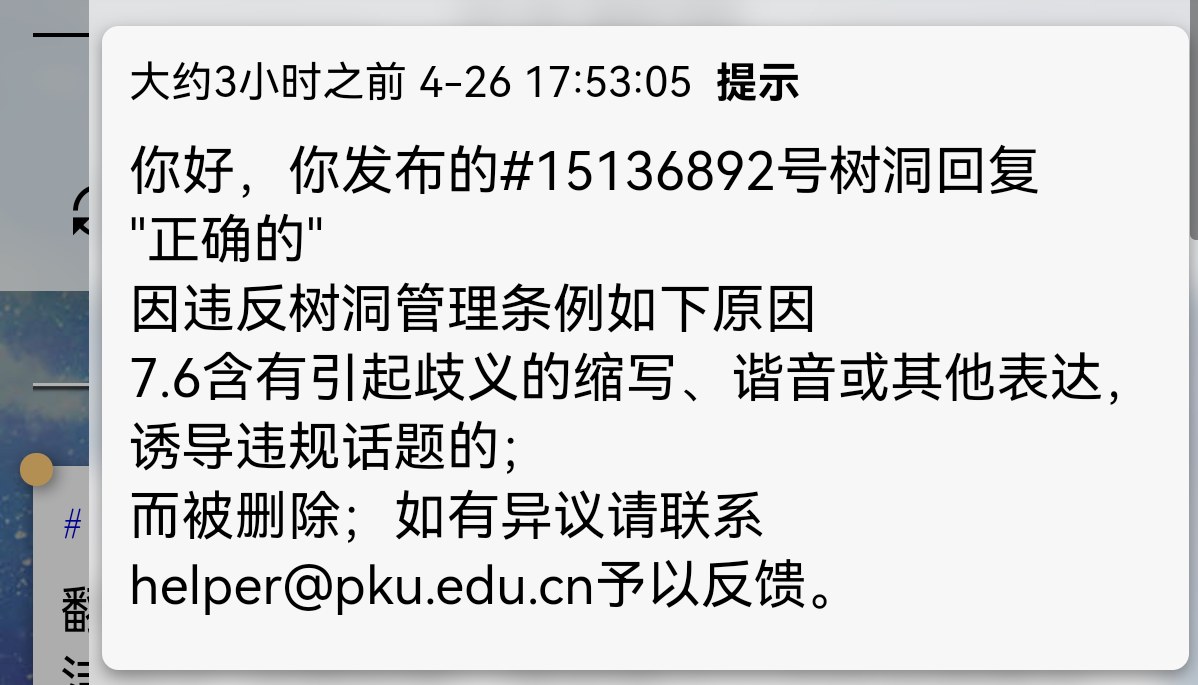 大约3小时之前 4-26 17:53:05 提示
你好，你发布的#15136892号树洞回复
"正确的"
因违反树洞管理条例如下原因
7.6含有引起歧义的缩写、谐音或其他表达，
诱导违规话题的；
而被删除；如有异议请联系
helper@pku.edu.cn予以反馈。
#